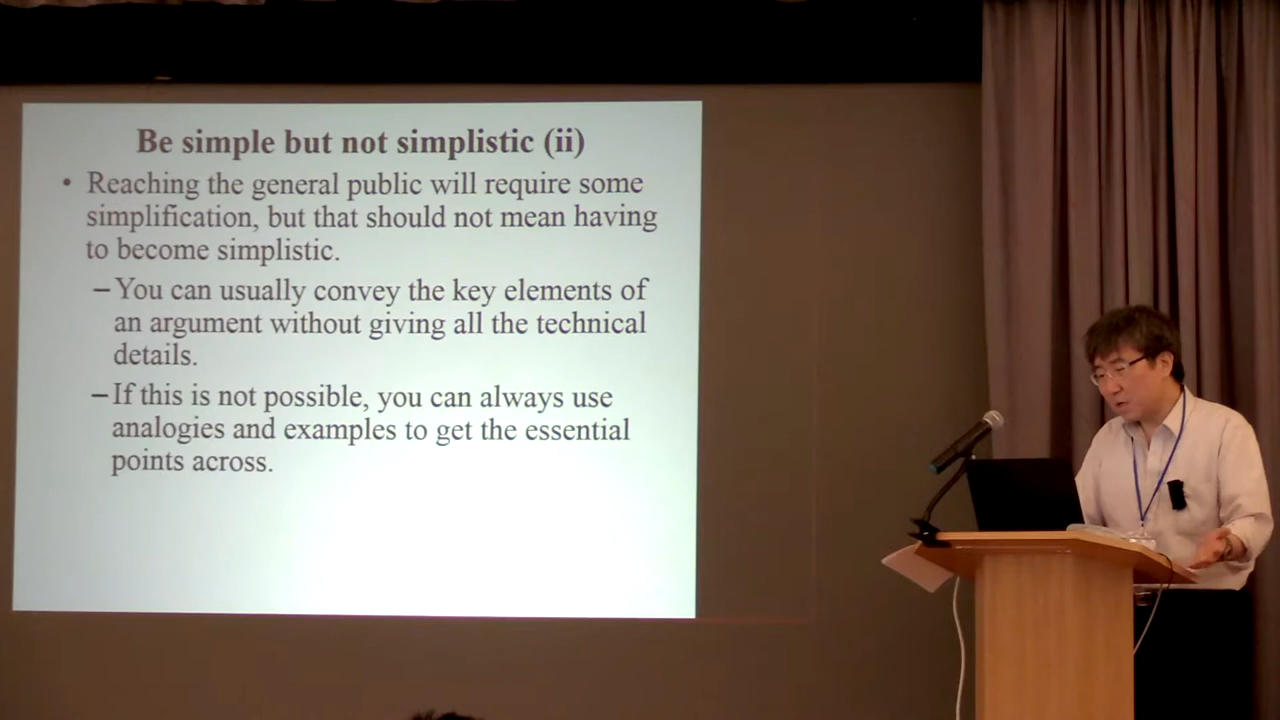 Be simple but not simplistic (ii)
• Reaching the general public will require some
simplification, but that should not mean having
to become simplistic.
– You can usually convey the key elements of
an argument without giving all the technical
details.
– If this is not possible, you can always use
analogies and examples to get the essential
points across.